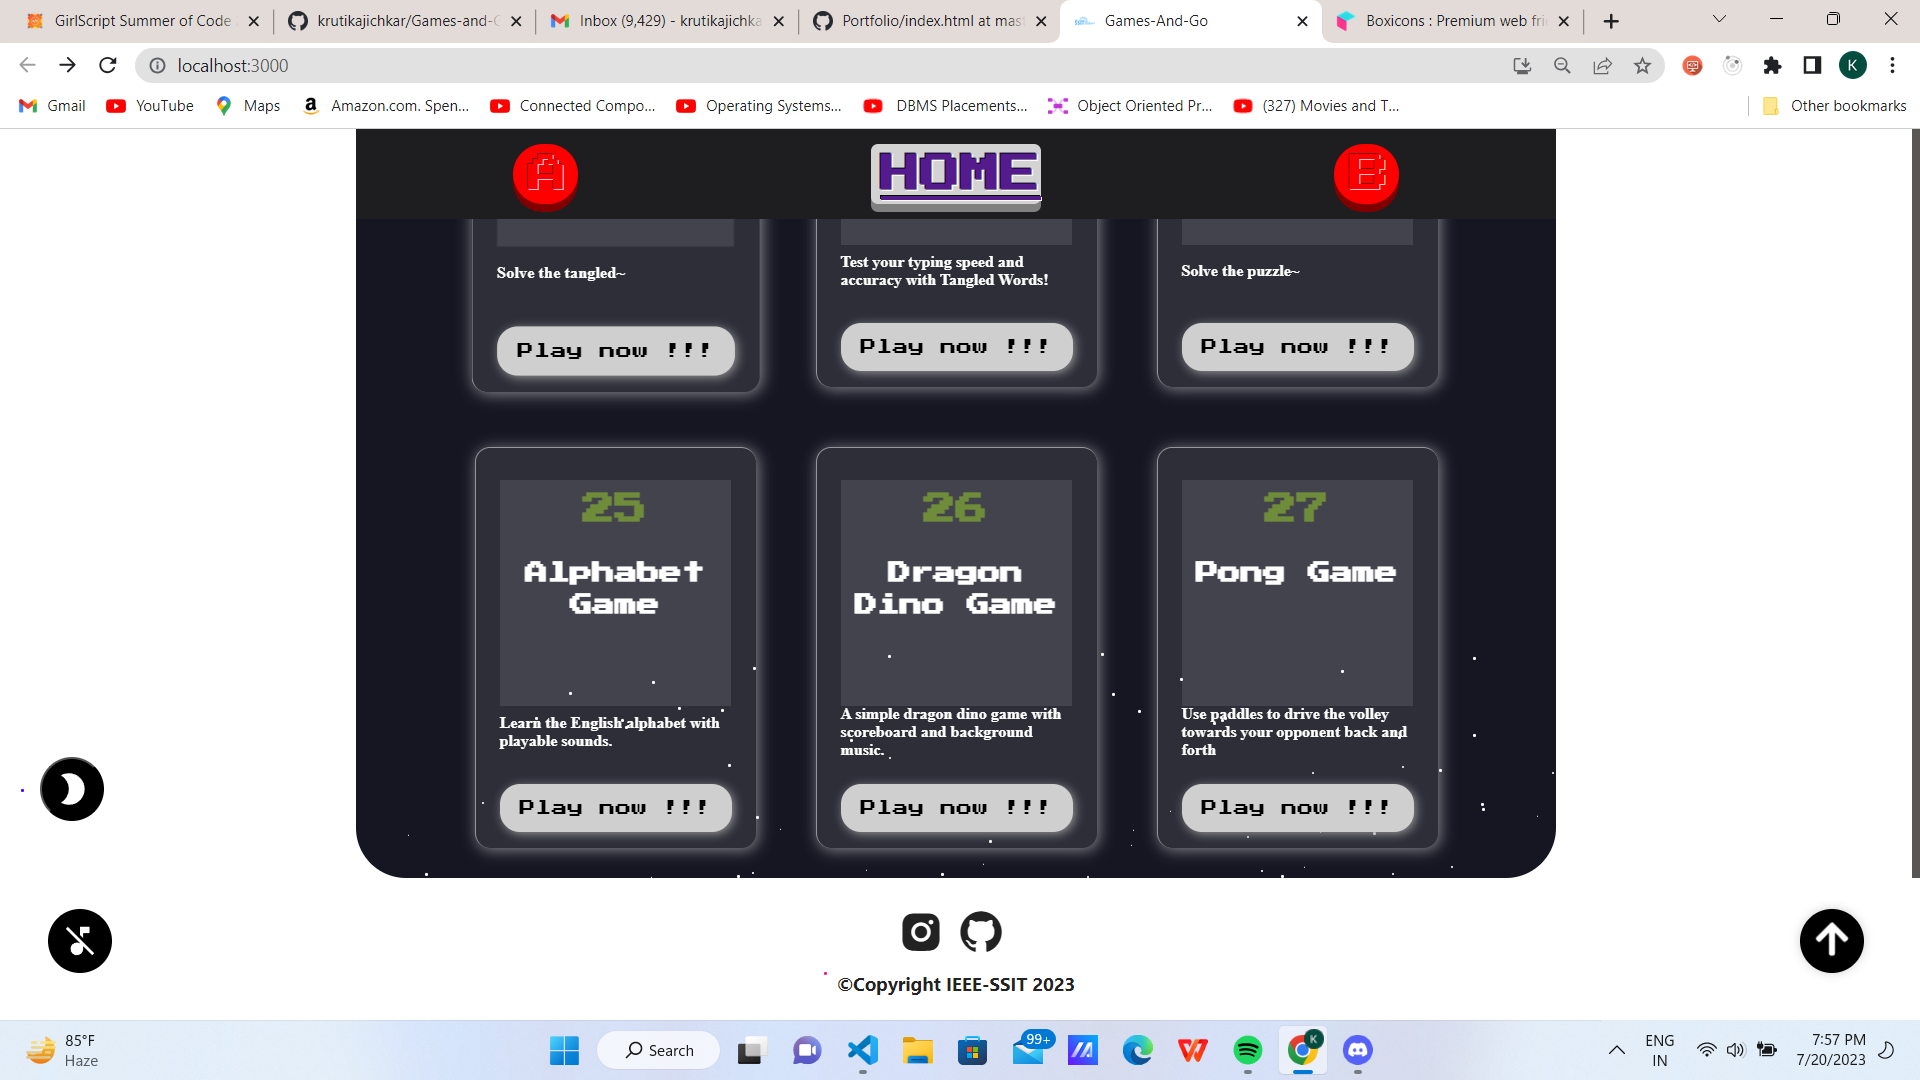 GirlScript Summer of Code
krutikajichkar/Games-and-G
Inbox (9,429) - krutikajichka
Portfolio/index.html at mast
Games-And-Go
Boxicons : Premium web frie
localhost:3000
K
Gmail
YouTube
Maps
Amazon.com. Spen...
Connected Compo...
Operating Systems...
DBMS Placements...
Object Oriented Pr...
(327) Movies and T...
Other bookmarks
A
HOME
B
Solve the tangled~
Test your typing speed and
accuracy with Tangled Words!
Solve the puzzle~
Play now !!!
Play now !!!
Play now !!!
25
Alphabet
Game
Learn the English alphabet with
playable sounds.
Play now !!!
26
Dragon
Dino Game
A simple dragon dino game with
scoreboard and background
music.
Play now !!!
27
Pong Game
Use paddles to drive the volley
towards your opponent back and
forth
Play now !!!
©Copyright IEEE-SSIT 2023
85°F
Haze
Search
99+
K
ENG
IN
7:57 PM
7/20/2023